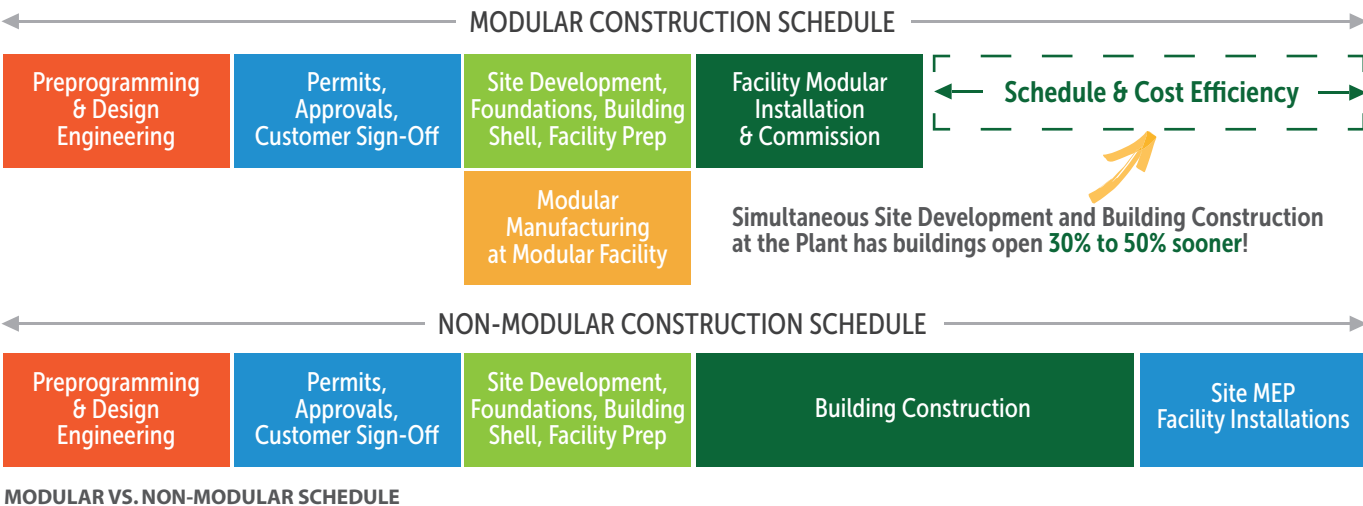 MODULAR CONSTRUCTION SCHEDULE
Preprogramming
& Design
Engineering
Permits,
Approvals,
Customer Sign-Off
Site Development,
Foundations, Building
Shell, Facility Prep
Facility Modular
Installation
& Commission
Schedule & Cost Efficiency
Modular
Manufacturing
at Modular Facility
Simultaneous Site Development and Building Construction
at the Plant has buildings open 30% to 50% sooner!
NON-MODULAR CONSTRUCTION SCHEDULE
Preprogramming
& Design
Engineering
Permits,
Approvals,
Customer Sign-Off
Site Development,
Foundations, Building
Shell, Facility Prep
Building Construction
Site MEP
Facility Installations
MODULAR VS. NON-MODULAR SCHEDULE